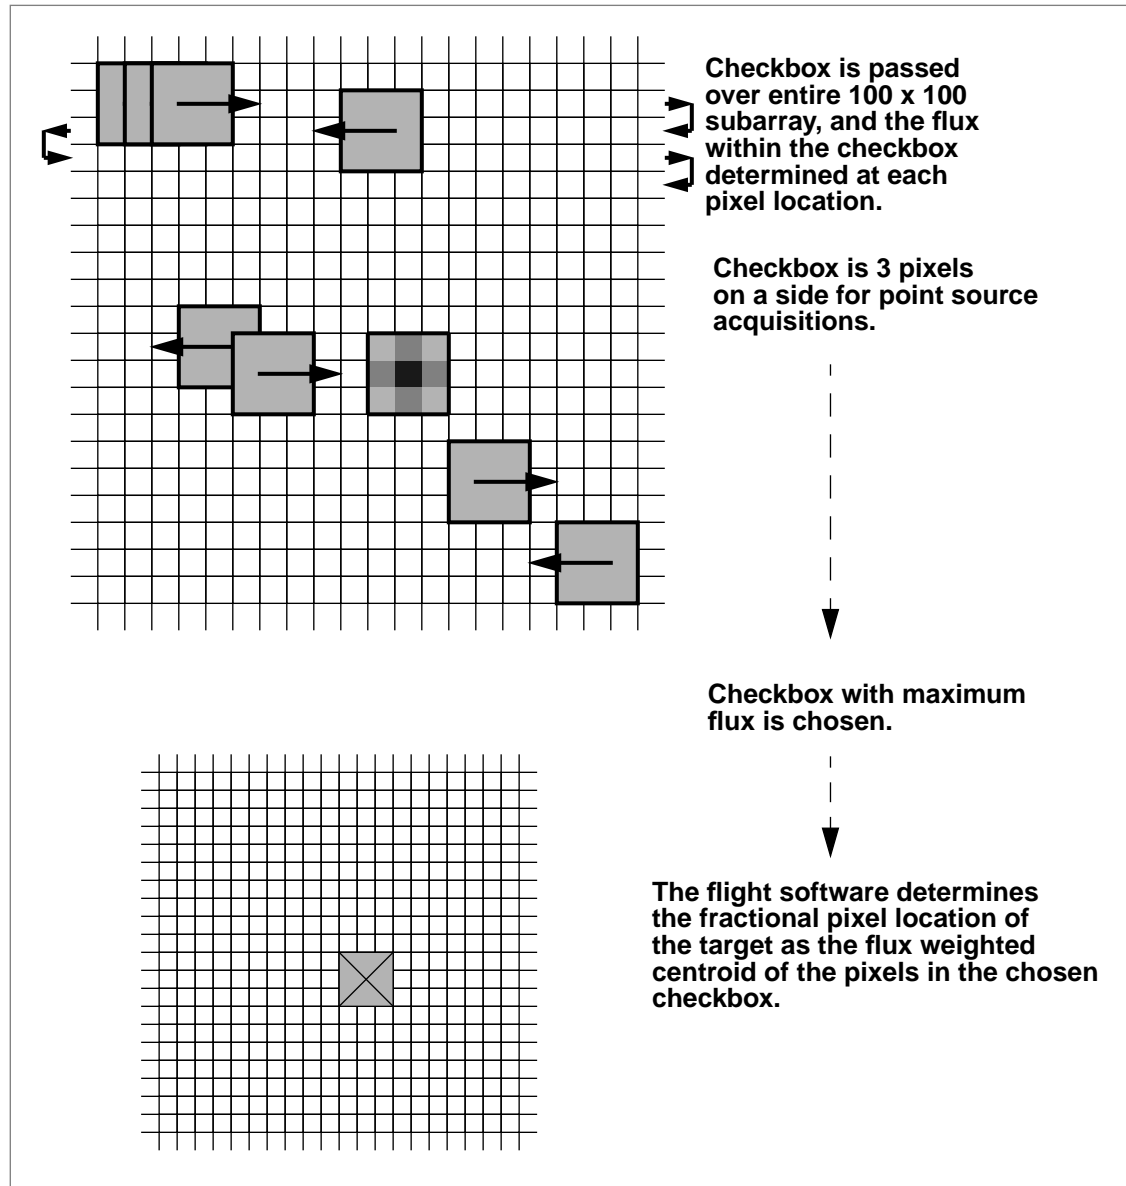 Checkbox is passed
over entire 100 x 100
subarray, and the flux
within the checkbox
determined at each
pixel location.
Checkbox is 3 pixels
on a side for point source
acquisitions.
Checkbox with maximum
flux is chosen.
The flight software determines
the fractional pixel location of
the target as the flux weighted
centroid of the pixels in the chosen
checkbox.